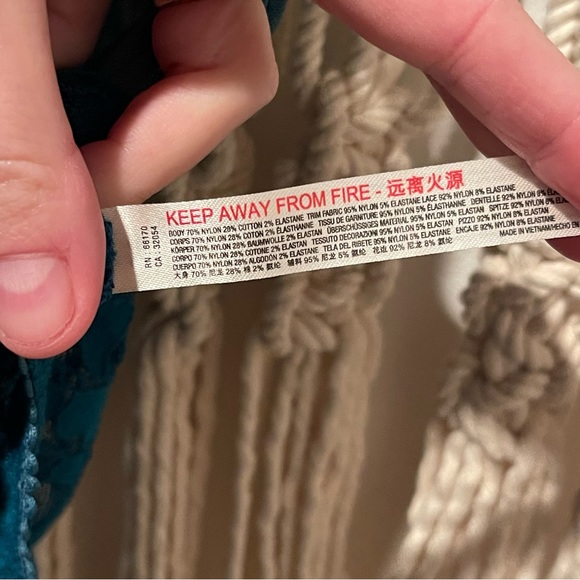 RN : 66170
CA : 32054
KEEP AWAY FROM FIRE - 远离火源
BODY 70% NYLON 28% COTTON 2% ELASTANE TRIM FABRIC 95% NYLON 5% ELASTANE LACE 92% NYLON 8% ELASTANE
CORPS 70% NYLON 28% COTON 2% ELASTHANNE TISSU DE GARNITURE 95% NYLON 5% ELASTHANNE DENTELLE 92% NYLON 8%
KÖRPER 70% NYLON 28% BAUMWOLLE 2% ELASTAN ÜBERSCHÜSSIGES MATERIAL 95% NYLON 5% ELASTAN SPITZE 92% NYLON 8%
CORPO 70% NYLON 28% COTONE 2% ELASTAN TESSUTO DECORAZIONI 95% NYLON 5% ELASTAN PIZZO 92% NYLON 8% ELASTAN
CUERPO 70% NYLON 28% ALGODÓN 2% ELASTANE TELA DEL RIBETE 95% NYLON 5% ELASTANE ENCAJE 92% NYLON 8%
大身 70% 尼龙 28% 棉 2% 氨纶 辅料 95% 尼龙 5% 氨纶 花边 92% 尼龙 8% 氨纶
MADE IN VIETNAM/HECHO EN